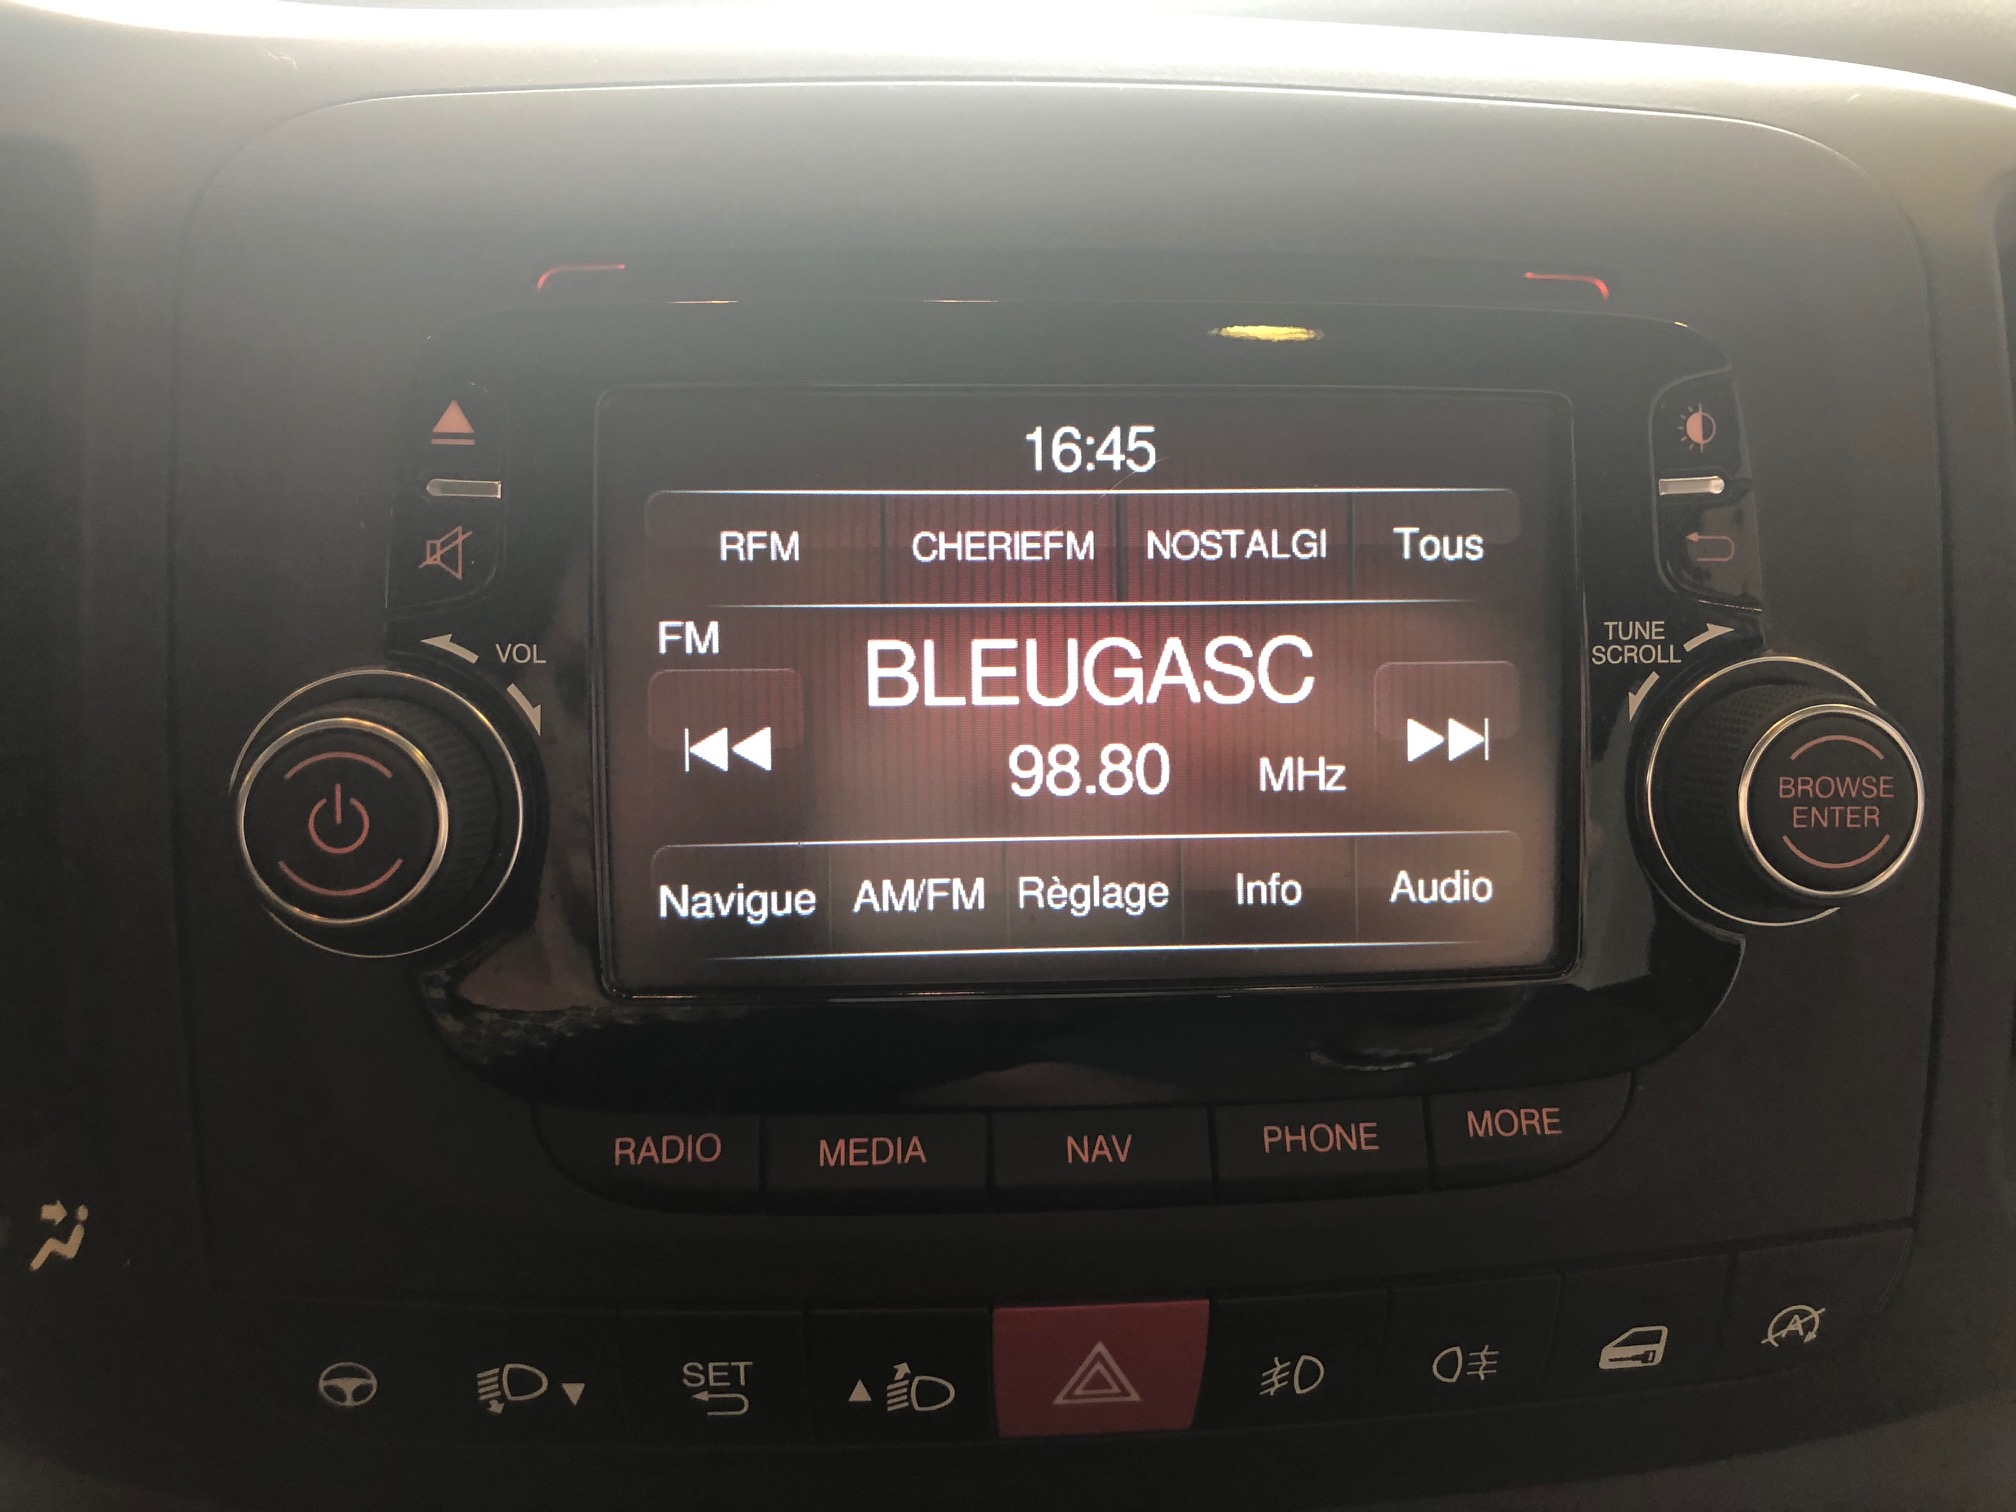 16:45
RFM CHERIEFM NOSTALGI Tous
FM
BLEUGASC
98.80 MHz
Navigue AM/FM Règlage Info Audio
VOL
TUNE
SCROLL
BROWSE
ENTER
RADIO MEDIA NAV PHONE MORE
SET
A